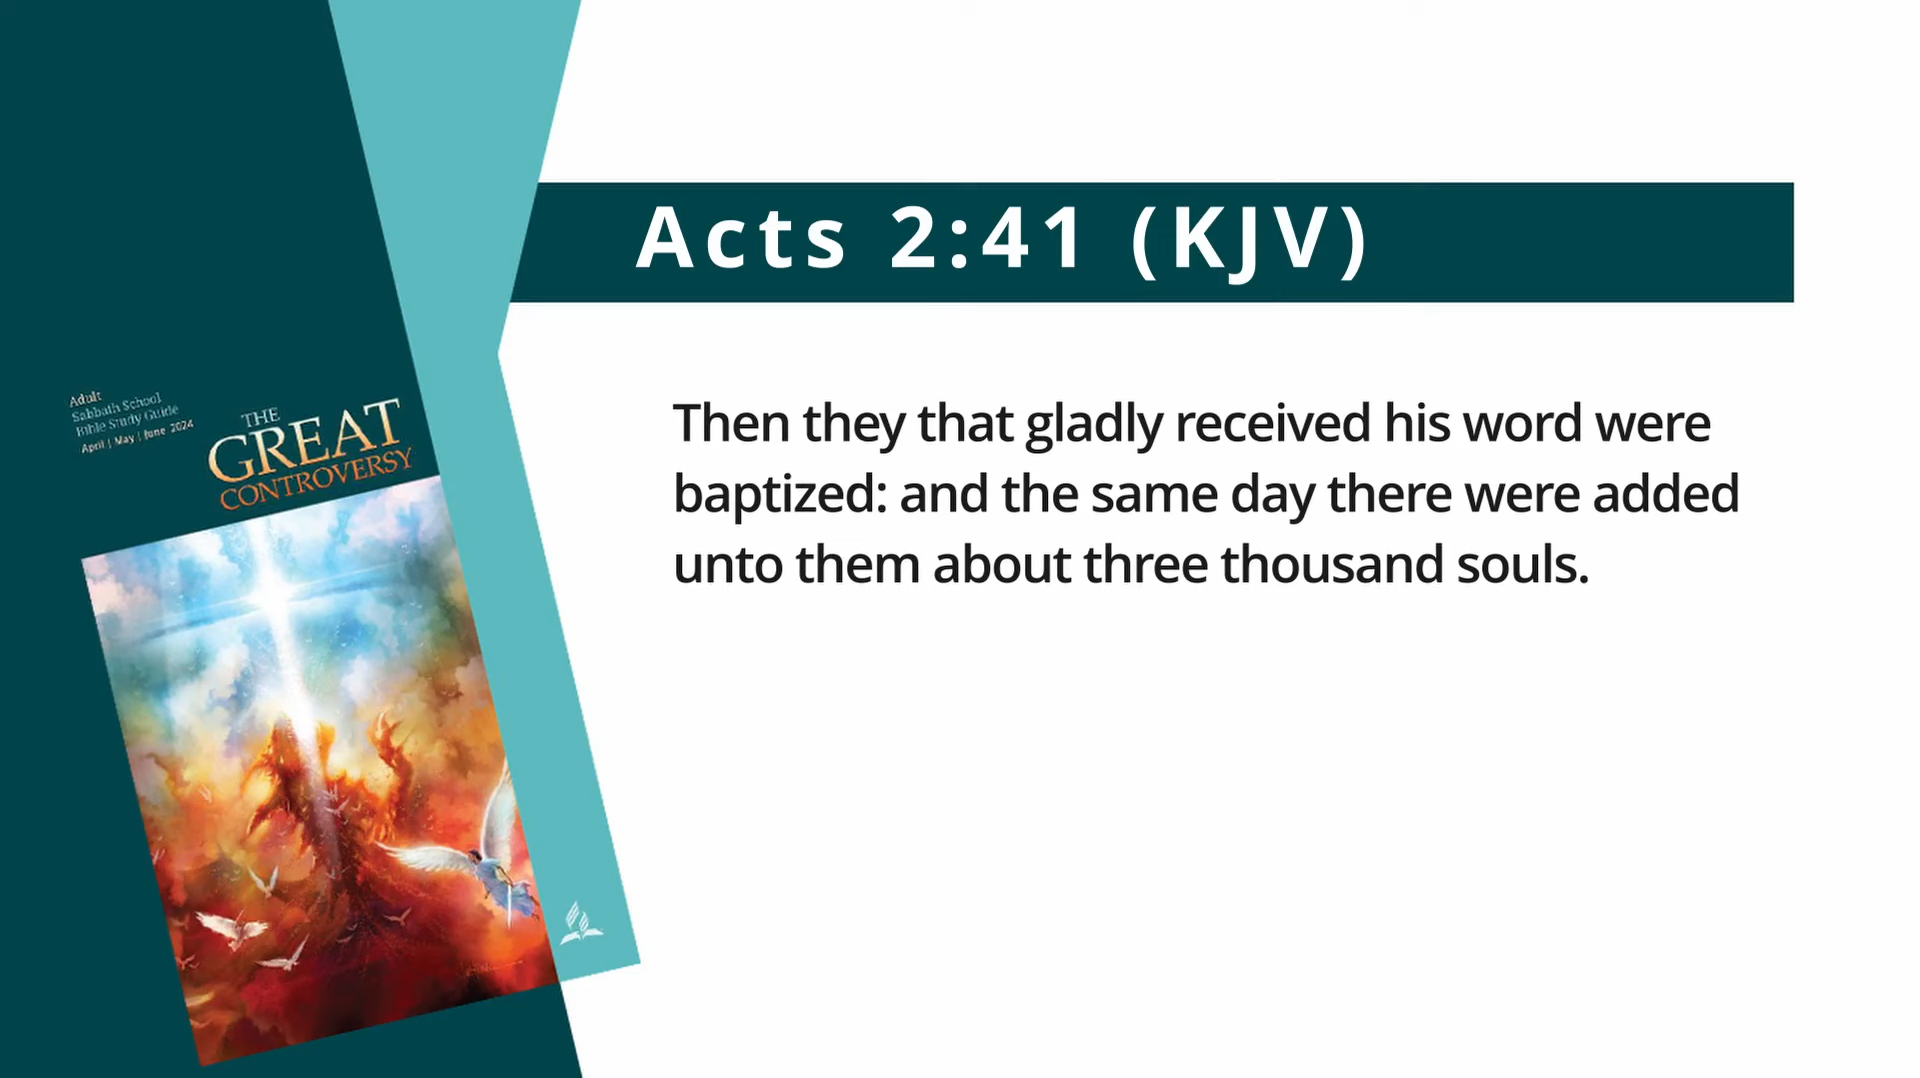 Acts 2:41 (KJV)
Then they that gladly received his word were
baptized: and the same day there were added
unto them about three thousand souls.
Adult
Sabbath School
Bible Study Guide
April | May | June 2024
THE
GREAT
CONTROVERSY